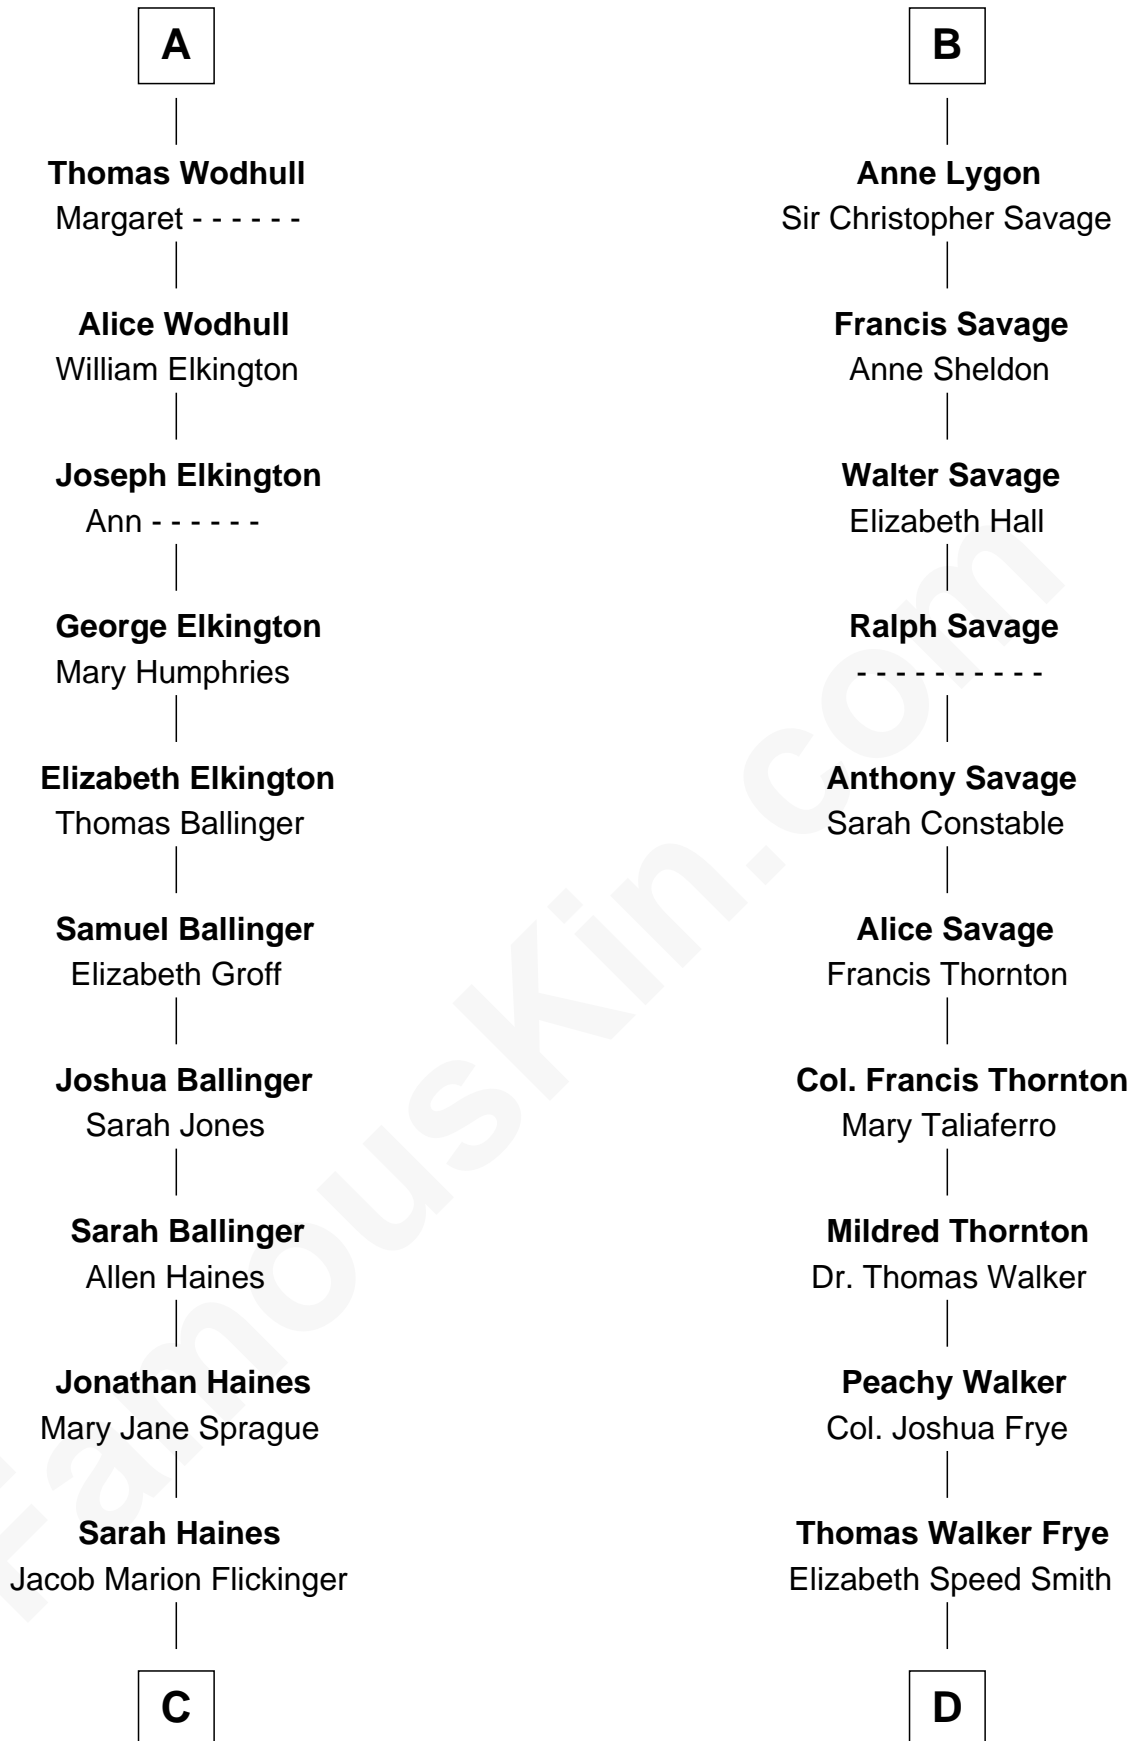 A
Thomas Wodhull
Margaret - - - - - -
Alice Wodhull
William Elkington
Joseph Elkington
Ann - - - - - -
George Elkington
Mary Humphries
Elizabeth Elkington
Thomas Ballinger
Samuel Ballinger
Elizabeth Groff
Joshua Ballinger
Sarah Jones
Sarah Ballinger
Allen Haines
Jonathan Haines
Mary Jane Sprague
Sarah Haines
Jacob Marion Flickinger
C
B
Anne Lygon
Sir Christopher Savage
Francis Savage
Anne Sheldon
Walter Savage
Elizabeth Hall
Ralph Savage
- - - - - - - - - -
Anthony Savage
Sarah Constable
Alice Savage
Francis Thornton
Col. Francis Thornton
Mary Taliaferro
Mildred Thornton
Dr. Thomas Walker
Peachy Walker
Col. Joshua Frye
Thomas Walker Frye
Elizabeth Speed Smith
D
FamousKin.com